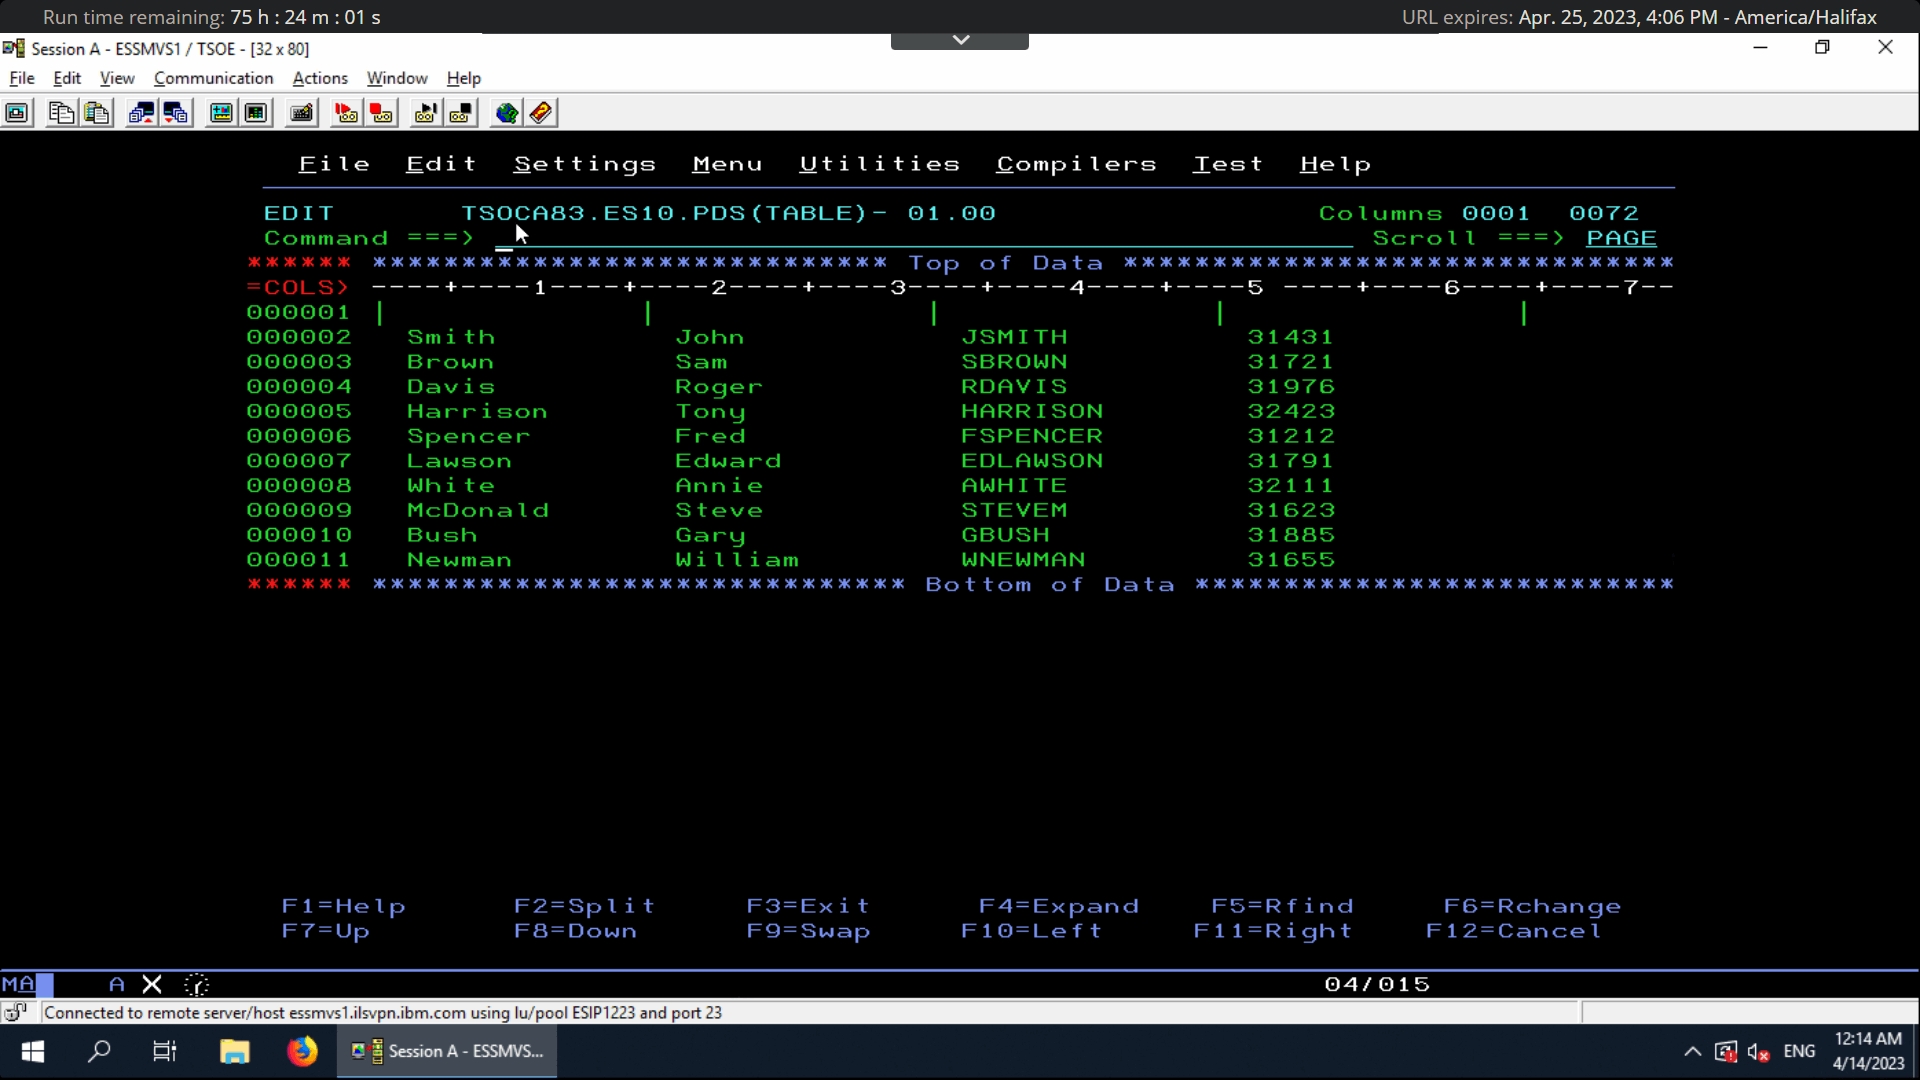 Run time remaining: 75 h : 24 m : 01 s
URL expires: Apr. 25, 2023, 4:06 PM - America/Halifax
Session A - ESSMVS1 / TSOE - [32 x 80]
File Edit View Communication Actions Window Help
File Edit Settings Menu Utilities Compilers Test Help
EDIT TSOCA83.ES10.PDS(TABLE)- 01.00 Columns 0001 0072
Command ===> Scroll ===> PAGE
****** ***************************** Top of Data *******************************
=COLS> ----+----1----+----2----+----3----+----4----+----5 ----+----6----+----7--
000001 | | | | |
000002 Smith John JSMITH 31431
000003 Brown Sam SBROWN 31721
000004 Davis Roger RDAVIS 31976
000005 Harrison Tony HARRISON 32423
000006 Spencer Fred FSPENCER 31212
000007 Lawson Edward EDLAWSON 31791
000008 White Annie AWHITE 32111
000009 McDonald Steve STEVEM 31623
000010 Bush Gary GBUSH 31885
000011 Newman William WNEWMAN 31655
****** ****************************** Bottom of Data ***************************
F1=Help F2=Split F3=Exit F4=Expand F5=Rfind F6=Rchange
F7=Up F8=Down F9=Swap F10=Left F11=Right F12=Cancel
MA A X 04/015
Connected to remote server/host essmvs1.ilsvpn.ibm.com using lu/pool ESIP1223 and port 23
Session A - ESSMVS...
ENG
12:14 AM
4/14/2023